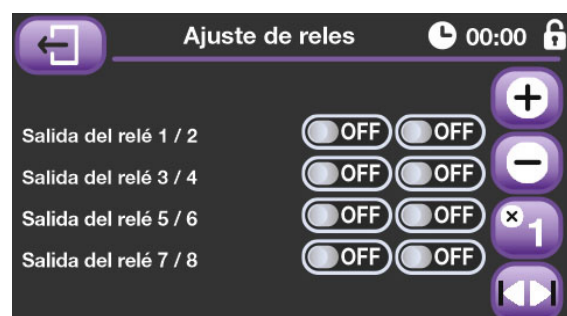 Ajuste de reles 00:00
Salida del relé 1 / 2 OFF OFF
Salida del relé 3 / 4 OFF OFF
Salida del relé 5 / 6 OFF OFF
Salida del relé 7 / 8 OFF OFF
×1